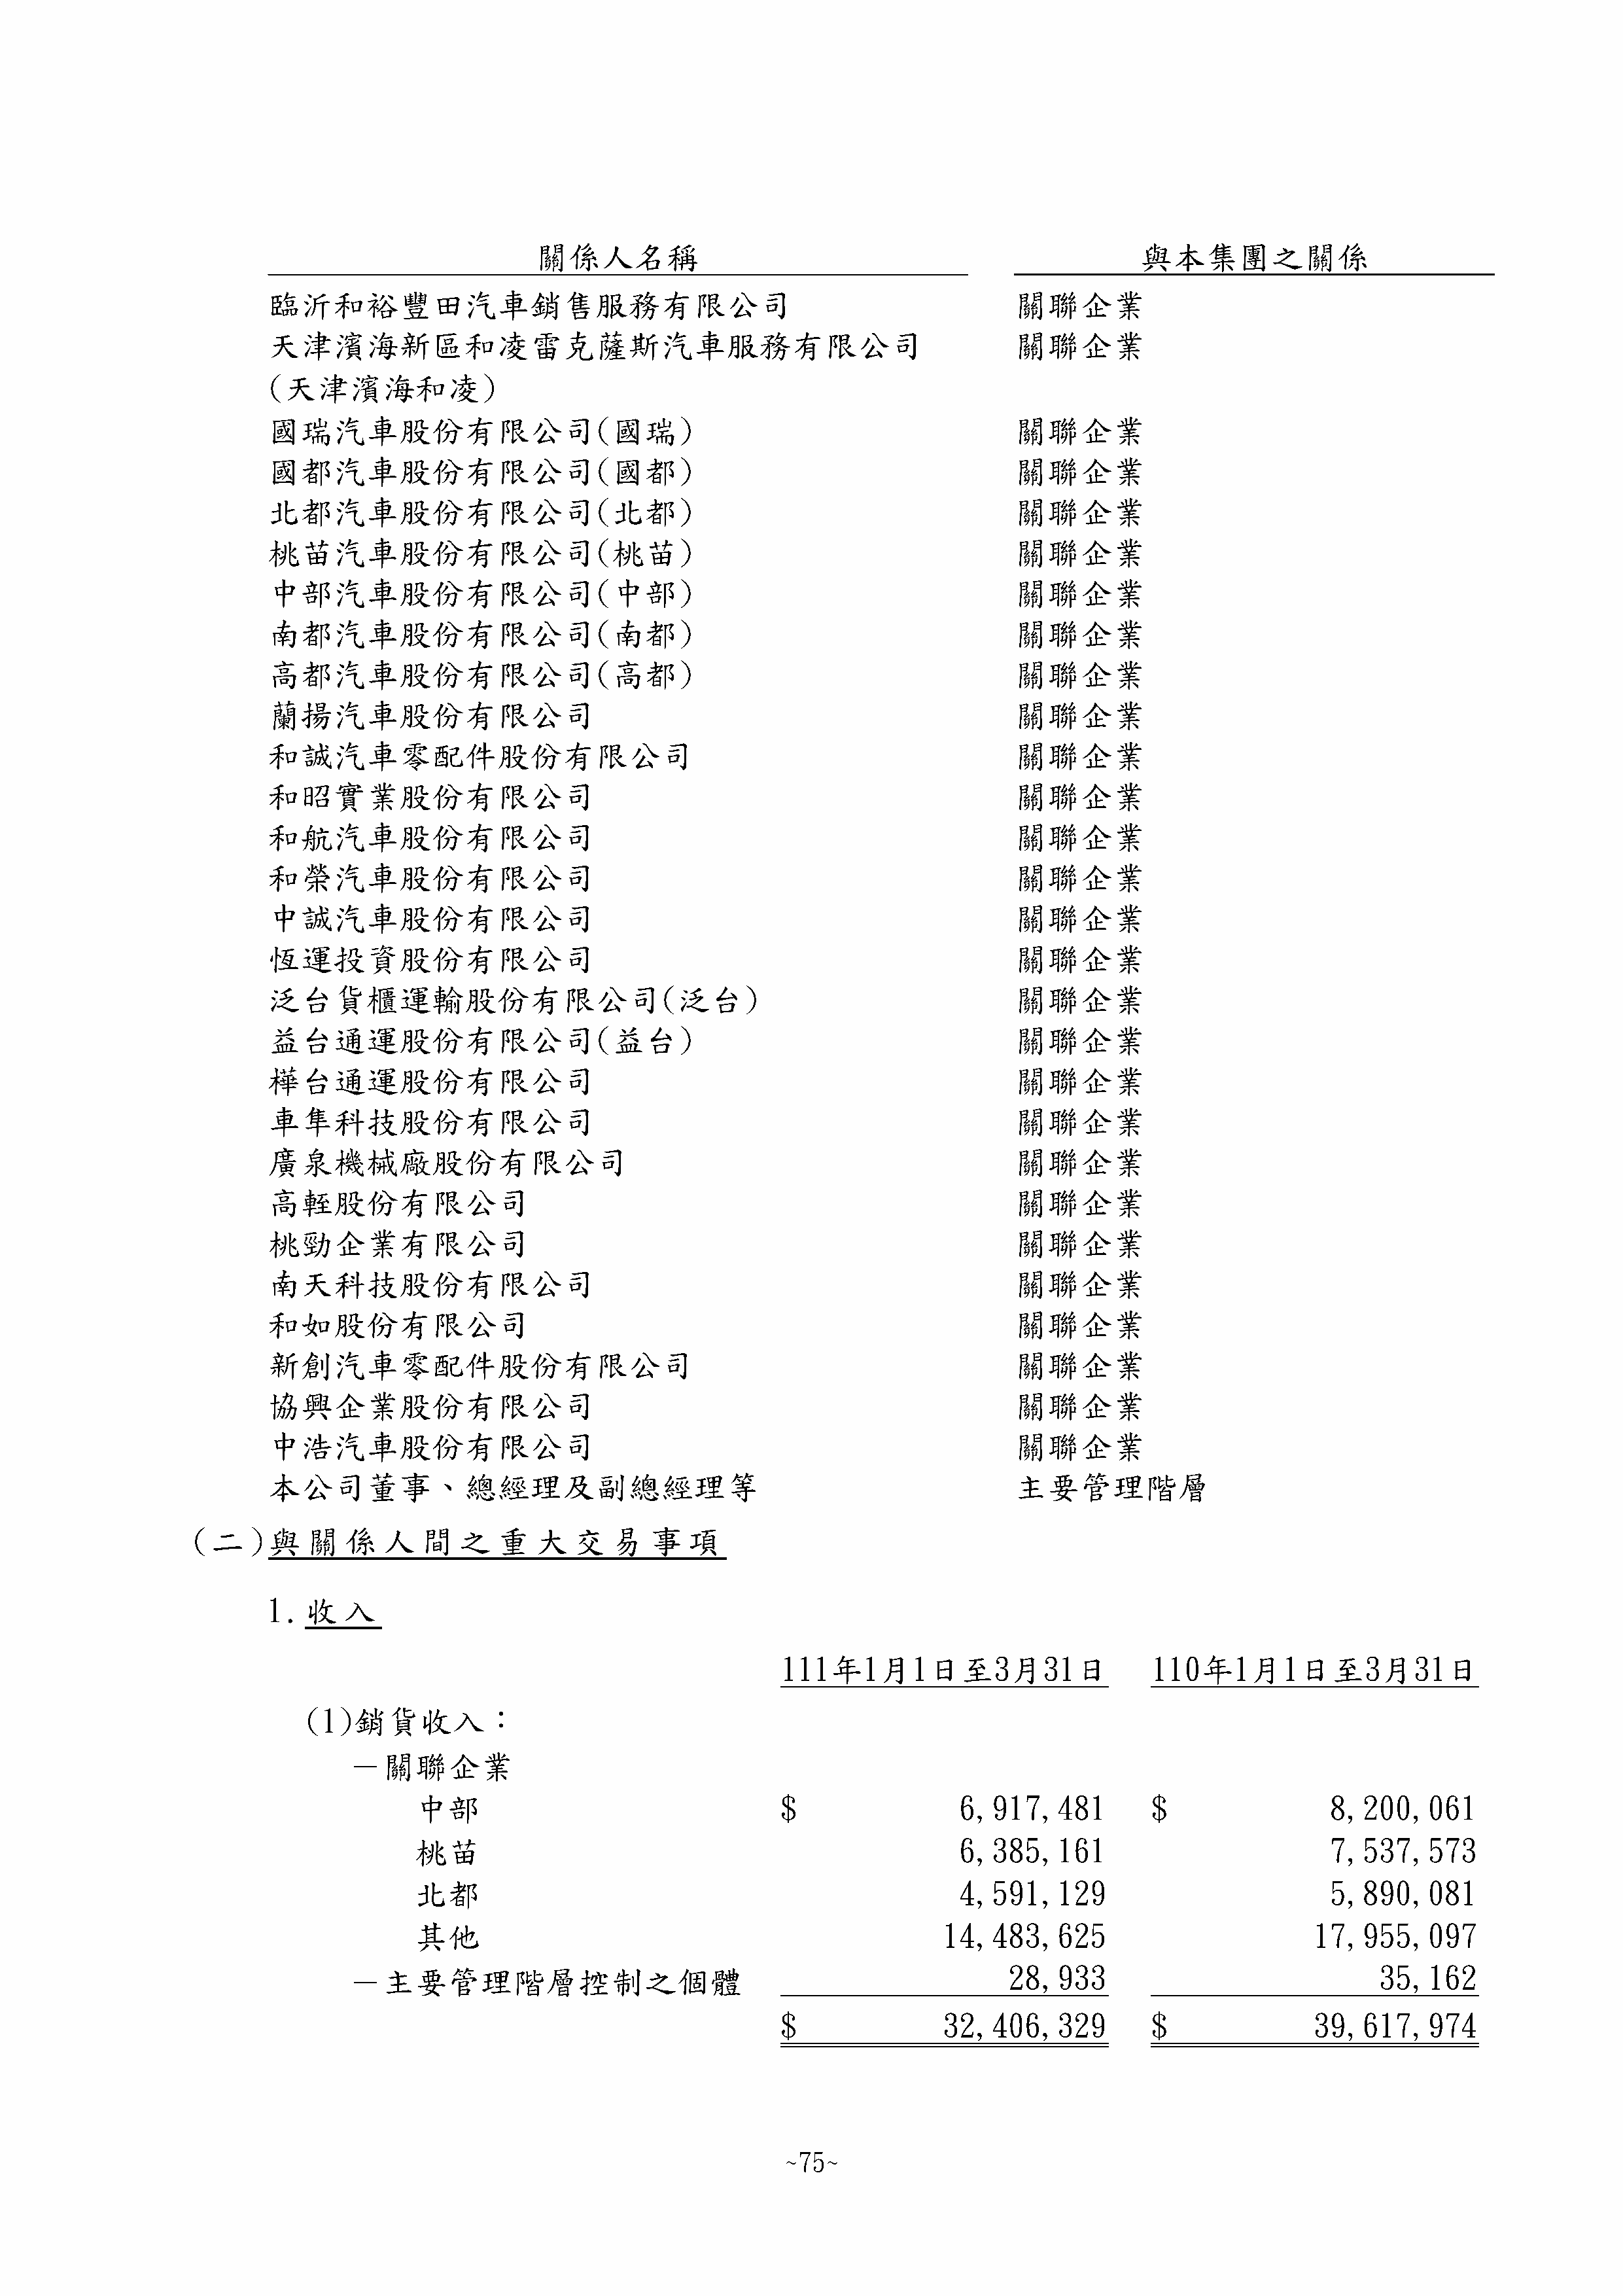 關係人名稱 與本集團之關係
臨沂和裕豐田汽車銷售服務有限公司 關聯企業
天津濱海新區和凌雷克薩斯汽車服務有限公司 關聯企業
(天津濱海和凌)
國瑞汽車股份有限公司(國瑞) 關聯企業
國都汽車股份有限公司(國都) 關聯企業
北都汽車股份有限公司(北都) 關聯企業
桃苗汽車股份有限公司(桃苗) 關聯企業
中部汽車股份有限公司(中部) 關聯企業
南都汽車股份有限公司(南都) 關聯企業
高都汽車股份有限公司(高都) 關聯企業
蘭揚汽車股份有限公司 關聯企業
和誠汽車零配件股份有限公司 關聯企業
和昭實業股份有限公司 關聯企業
和航汽車股份有限公司 關聯企業
和榮汽車股份有限公司 關聯企業
中誠汽車股份有限公司 關聯企業
恆運投資股份有限公司 關聯企業
泛台貨櫃運輸股份有限公司(泛台) 關聯企業
益台通運股份有限公司(益台) 關聯企業
樺台通運股份有限公司 關聯企業
車隼科技股份有限公司 關聯企業
廣泉機械廠股份有限公司 關聯企業
高輊股份有限公司 關聯企業
桃勁企業有限公司 關聯企業
南天科技股份有限公司 關聯企業
和如股份有限公司 關聯企業
新創汽車零配件股份有限公司 關聯企業
協興企業股份有限公司 關聯企業
中浩汽車股份有限公司 關聯企業
本公司董事、總經理及副總經理等 主要管理階層
(二)與關係人間之重大交易事項
1.收入
111年1月1日至3月31日 110年1月1日至3月31日
(1)銷貨收入：
－關聯企業
中部 $ 6,917,481 $ 8,200,061
桃苗 6,385,161 7,537,573
北都 4,591,129 5,890,081
其他 14,483,625 17,955,097
－主要管理階層控制之個體 28,933 35,162
$ 32,406,329 $ 39,617,974
~75~